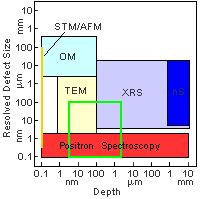 STM/AFM
Resolved Defect Size
10
1
mm
100
10
1
μm
100
10
1
nm
0.1
OM
TEM
XRS
nS
Positron Spectroscopy
0.1 1 10 100 1 10 100 1 10
nm μm mm
Depth